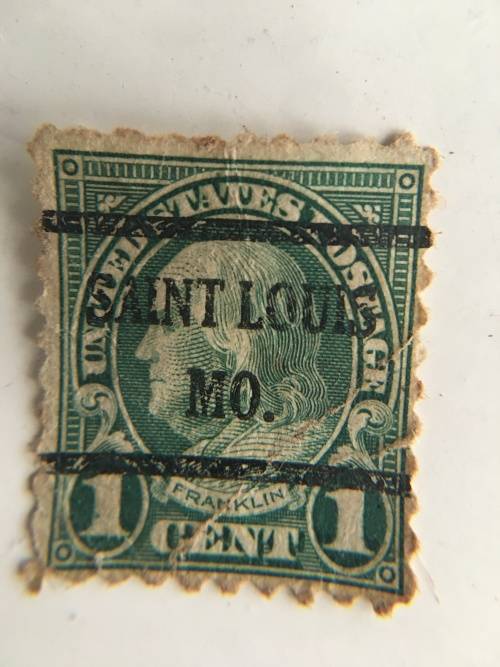 UNITED STATES POSTAGE
SAINT LOUIS
MO.
FRANKLIN
1 1
CENT